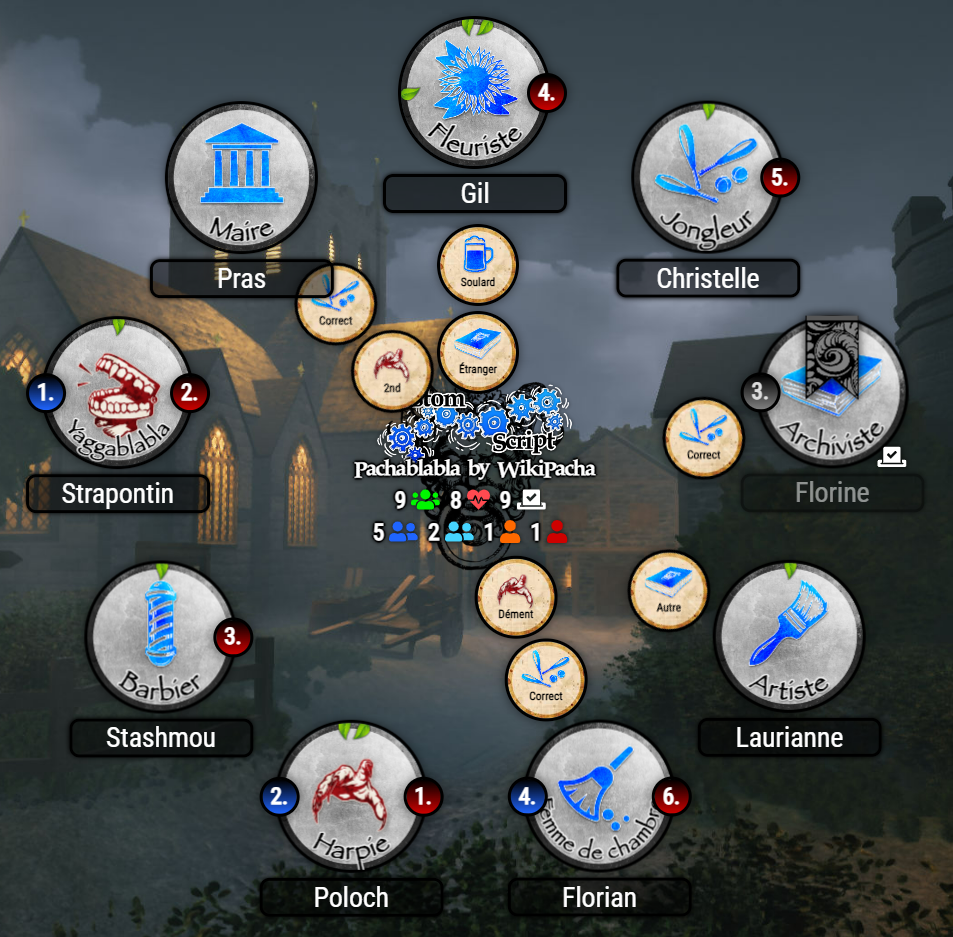 Fleuriste
4.
Gil
Maire
Pras
Jongleur
5.
Christelle
Soulard
Correct
Étranger
2nd
1.
Yaggablabla
2.
Strapontin
3.
Archiviste
Florine
Correct
tom
Script
Pachablabla by WikiPacha
9 8 9
5 2 1 1
Barbier
3.
Stashmou
Dément
Autre
Artiste
Laurianne
Correct
2.
Harpie
1.
Poloch
4.
Femme de chambre
6.
Florian